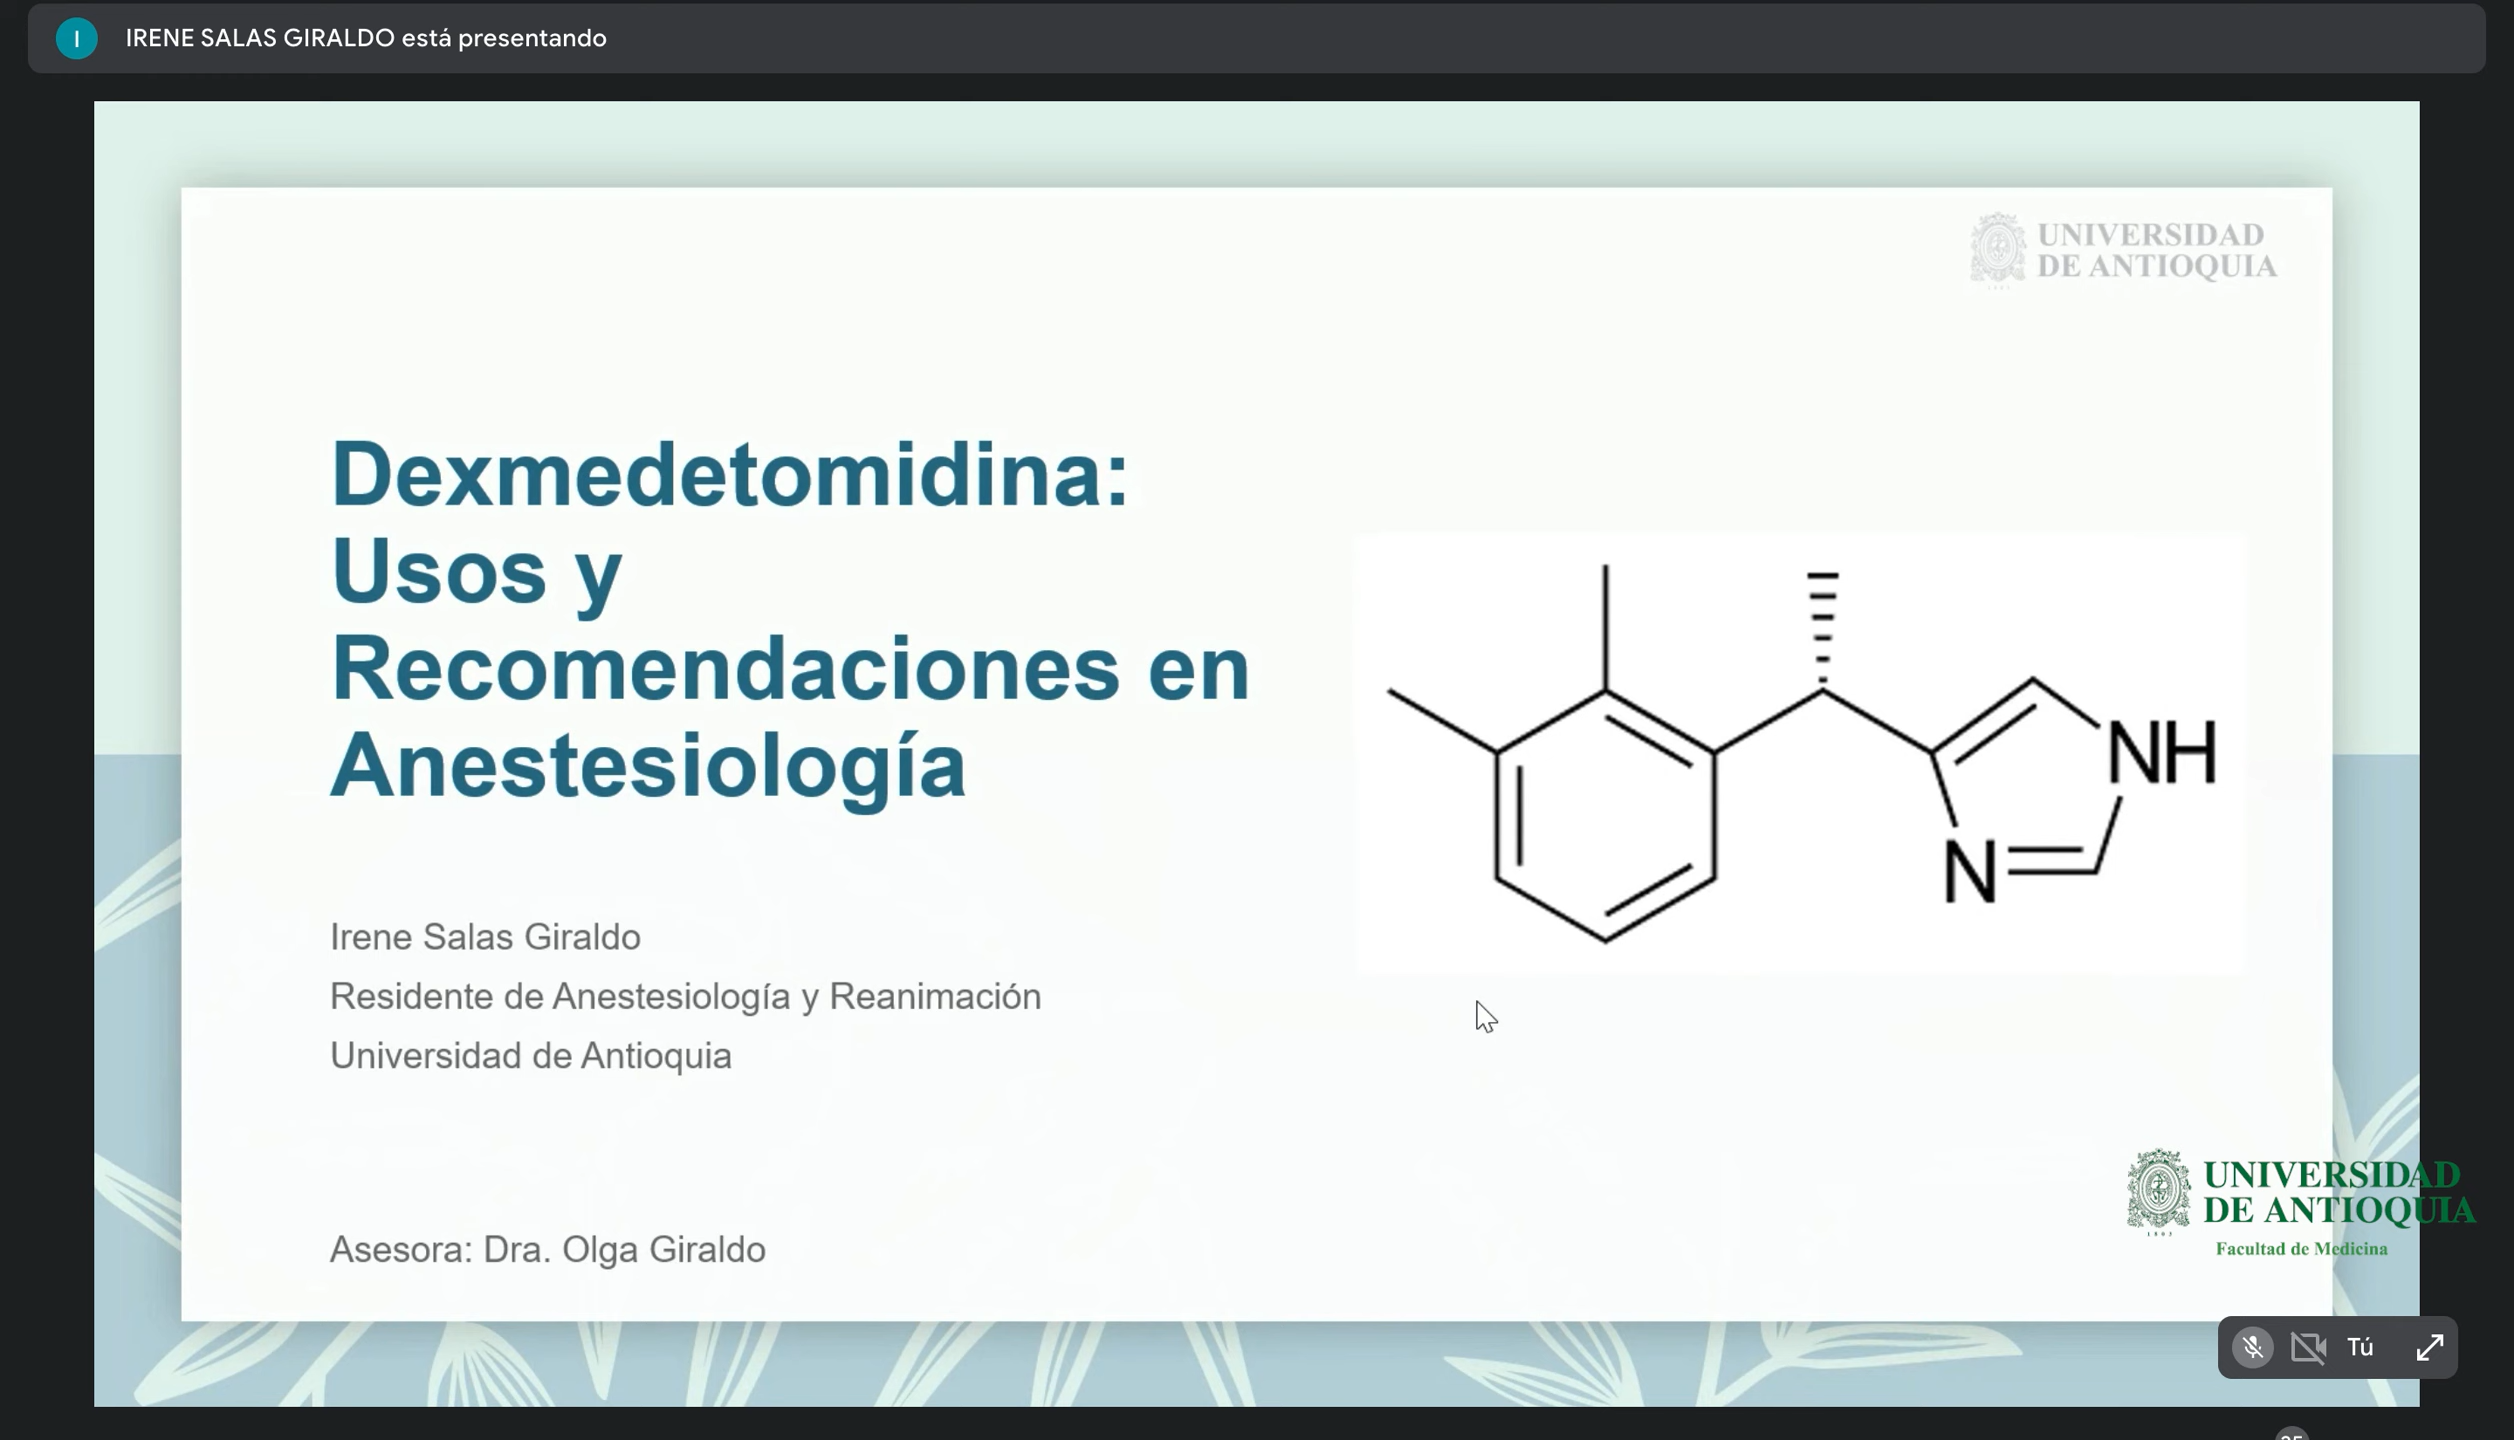 I
IRENE SALAS GIRALDO está presentando
UNIVERSIDAD
DE ANTIOQUIA
Dexmedetomidina:
Usos y
Recomendaciones en
Anestesiología
NH
N
Irene Salas Giraldo
Residente de Anestesiología y Reanimación
Universidad de Antioquia
Asesora: Dra. Olga Giraldo
UNIVERSIDAD
DE ANTIOQUIA
1803
Facultad de Medicina
Tú